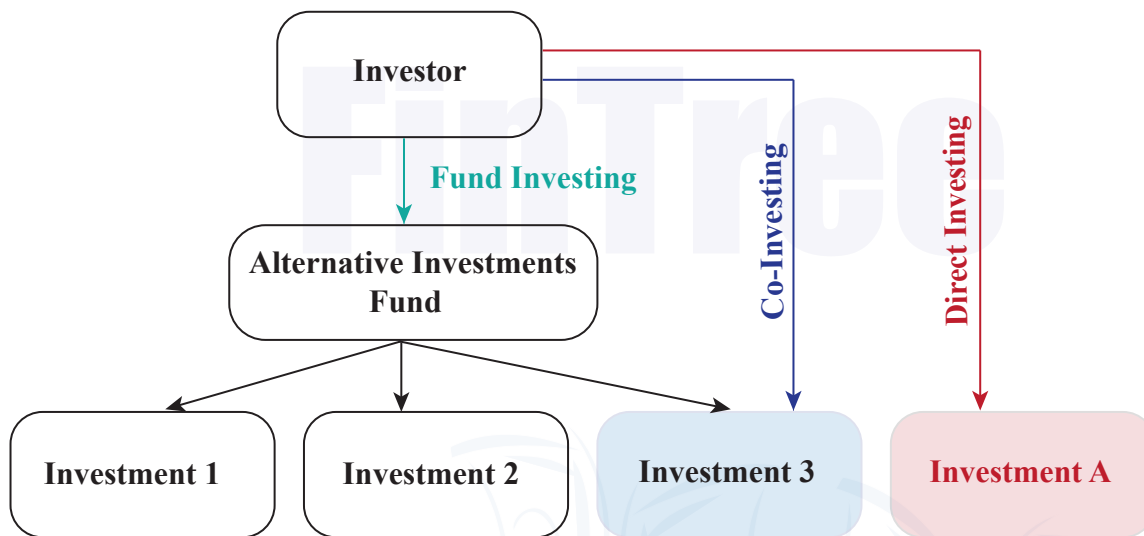 FinTree
Investor
Fund Investing
Co-Investing
Direct Investing
Alternative Investments
Fund
Investment 1
Investment 2
Investment 3
Investment A